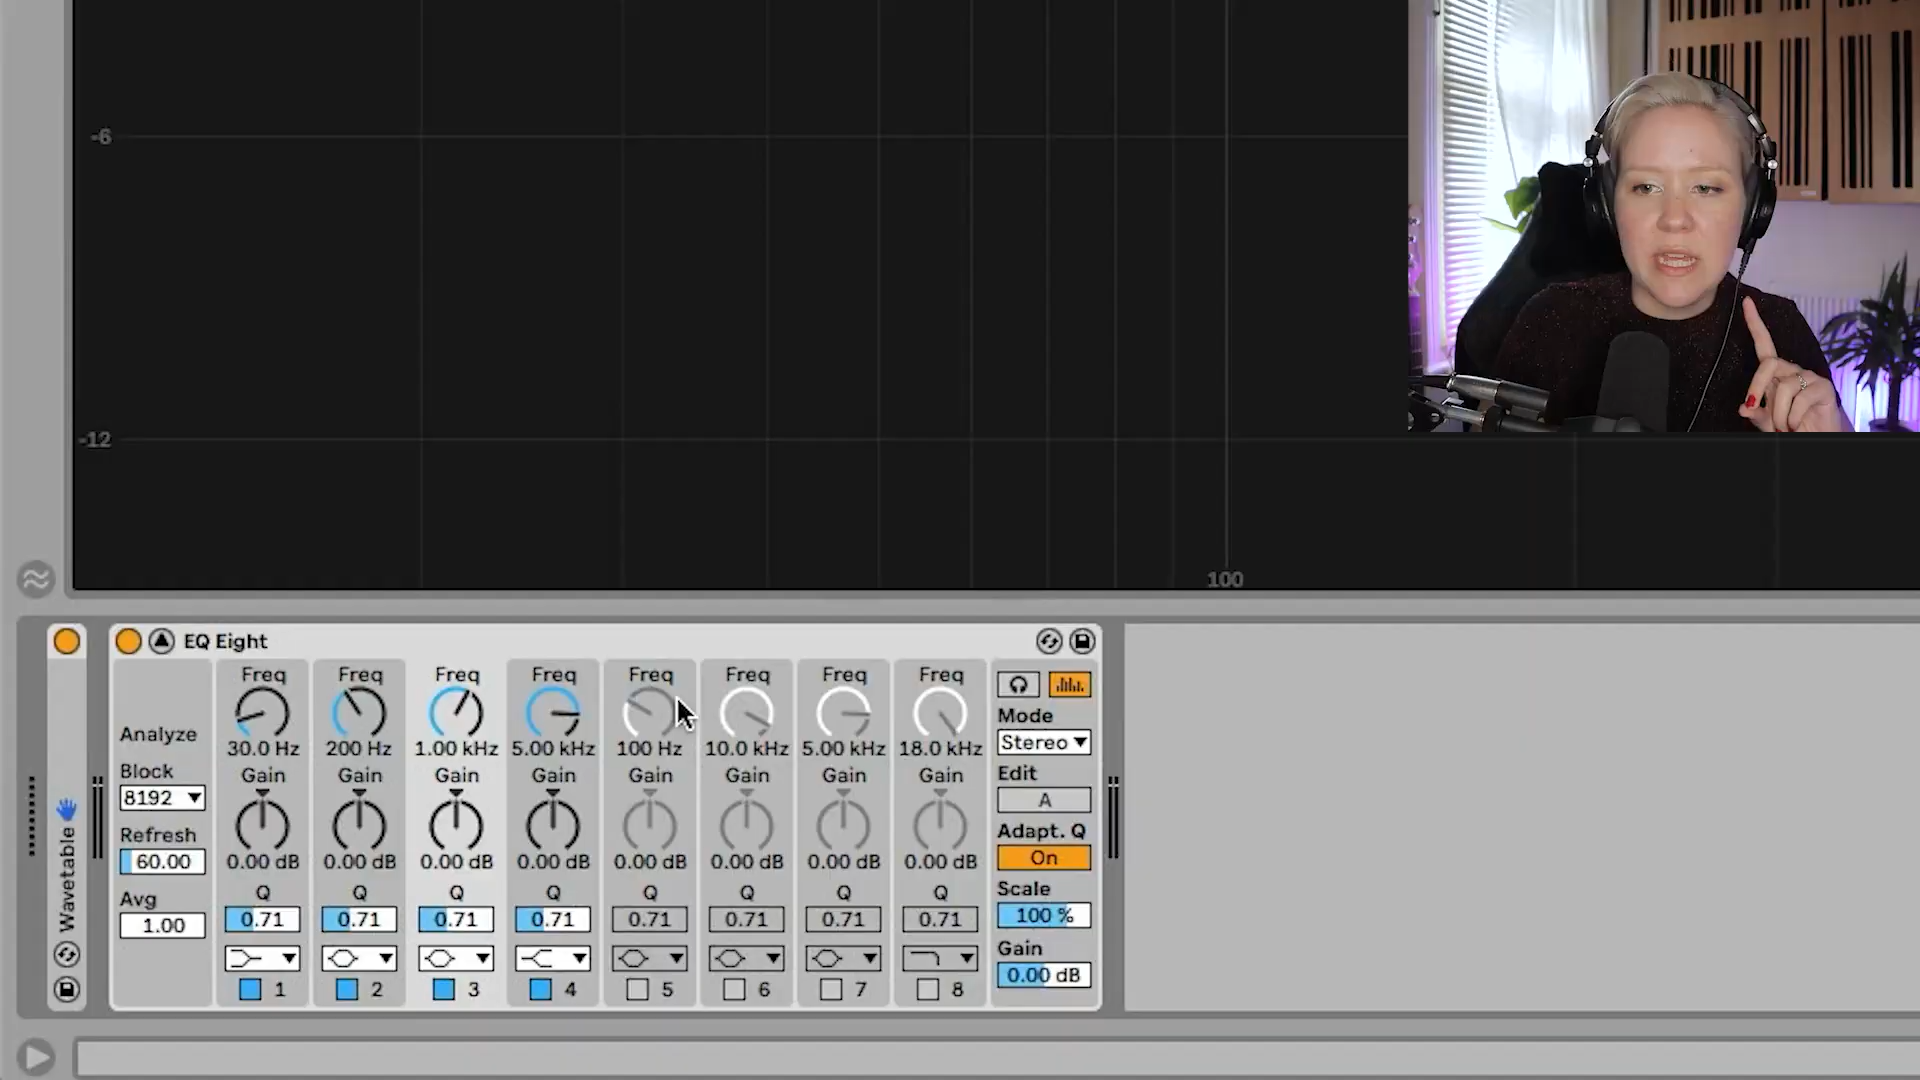 -6
-12
100
EQ Eight
Wavetable
Analyze
Block
8192
Refresh
60.00
Avg
1.00
Freq Freq Freq Freq Freq Freq Freq Freq
30.0 Hz 200 Hz 1.00 kHz 5.00 kHz 100 Hz 10.0 kHz 5.00 kHz 18.0 kHz
Gain Gain Gain Gain Gain Gain Gain Gain
0.00 dB 0.00 dB 0.00 dB 0.00 dB 0.00 dB 0.00 dB 0.00 dB 0.00 dB
Q Q Q Q Q Q Q Q
0.71 0.71 0.71 0.71 0.71 0.71 0.71 0.71
1 2 3 4 5 6 7 8
Mode
Stereo
Edit
A
Adapt. Q
On
Scale
100 %
Gain
0.00 dB